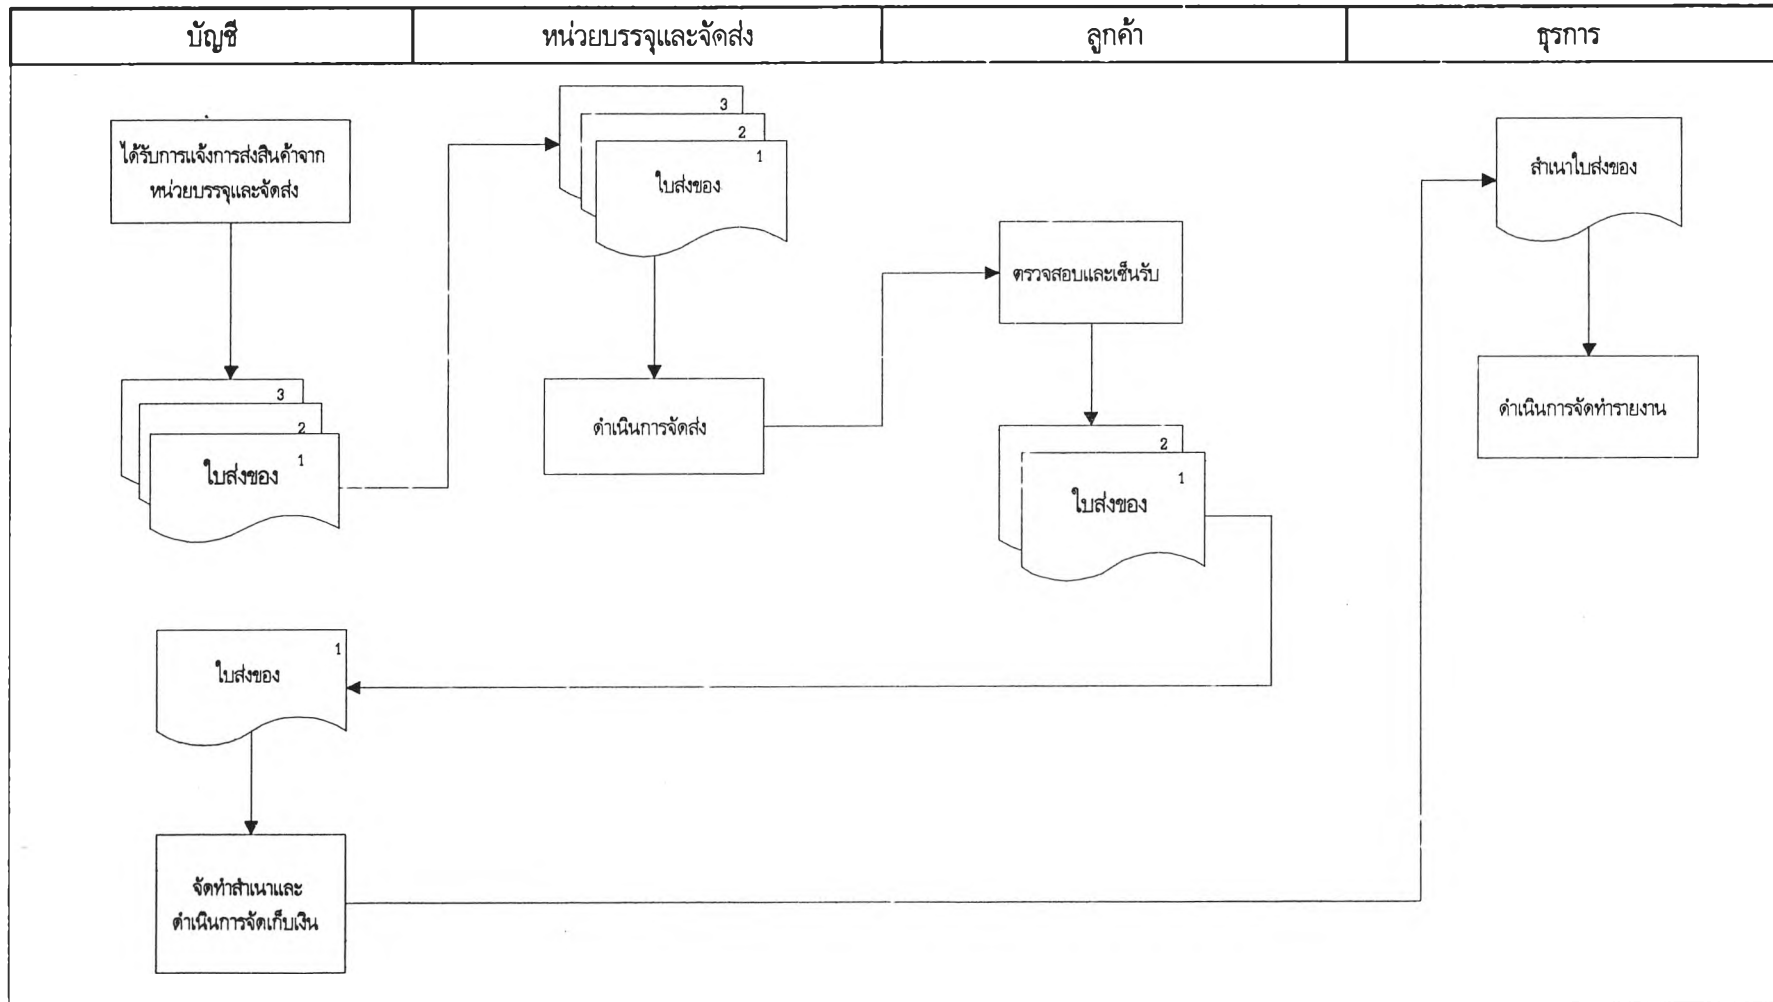 บัญชี
หน่วยบรรจุและจัดส่ง
ลูกค้า
ธุรการ
ได้รับการแจ้งการส่งสินค้าจาก
หน่วยบรรจุและจัดส่ง
3
2
1
ใบส่งของ
3
2
1
ใบส่งของ
ดำเนินการจัดส่ง
ตรวจสอบและเซ็นรับ
2
1
ใบส่งของ
1
ใบส่งของ
จัดทำสำเนาและ
ดำเนินการจัดเก็บเงิน
สำเนาใบส่งของ
ดำเนินการจัดทำรายงาน